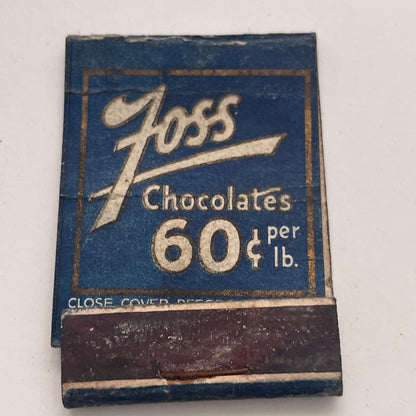 Foss
Chocolates
60¢ per lb.
CLOSE COVER